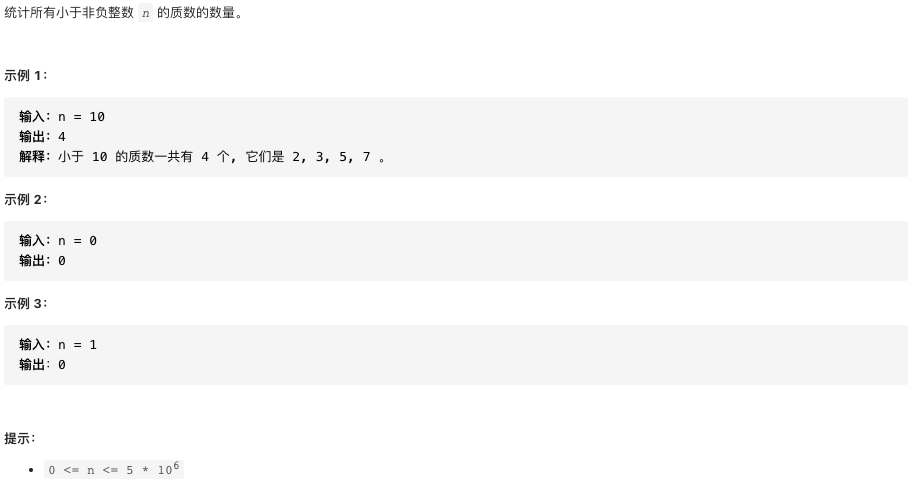 统计所有小于非负整数 n 的质数的数量。
示例 1：
输入：n = 10
输出：4
解释：小于 10 的质数一共有 4 个, 它们是 2, 3, 5, 7 。
示例 2：
输入：n = 0
输出：0
示例 3：
输入：n = 1
输出：0
提示：
• 0 <= n <= 5 * 10⁶